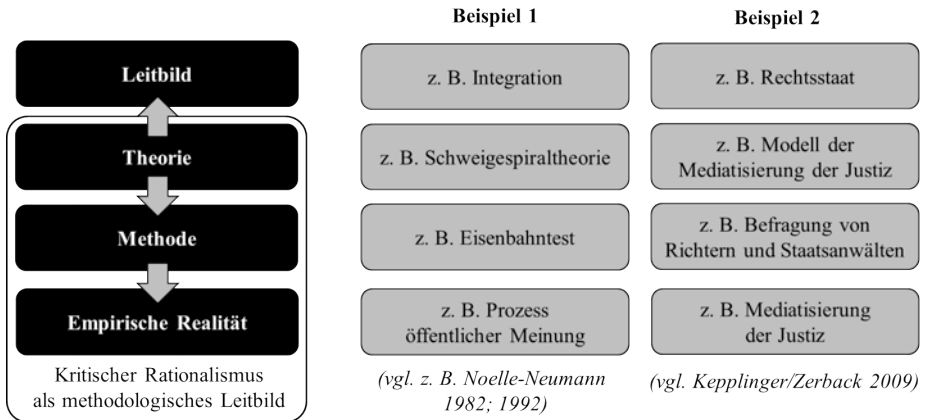 Beispiel 1
Beispiel 2
Leitbild
z. B. Integration
z. B. Rechtsstaat
Theorie
z. B. Schweigespiraltheorie
z. B. Modell der
Mediatisierung der Justiz
Methode
z. B. Eisenbahntest
z. B. Befragung von
Richtern und Staatsanwälten
Empirische Realität
z. B. Prozess
öffentlicher Meinung
z. B. Mediatisierung
der Justiz
Kritischer Rationalismus
als methodologisches Leitbild
(vgl. z. B. Noelle-Neumann
1982; 1992)
(vgl. Kepplinger/Zerback 2009)